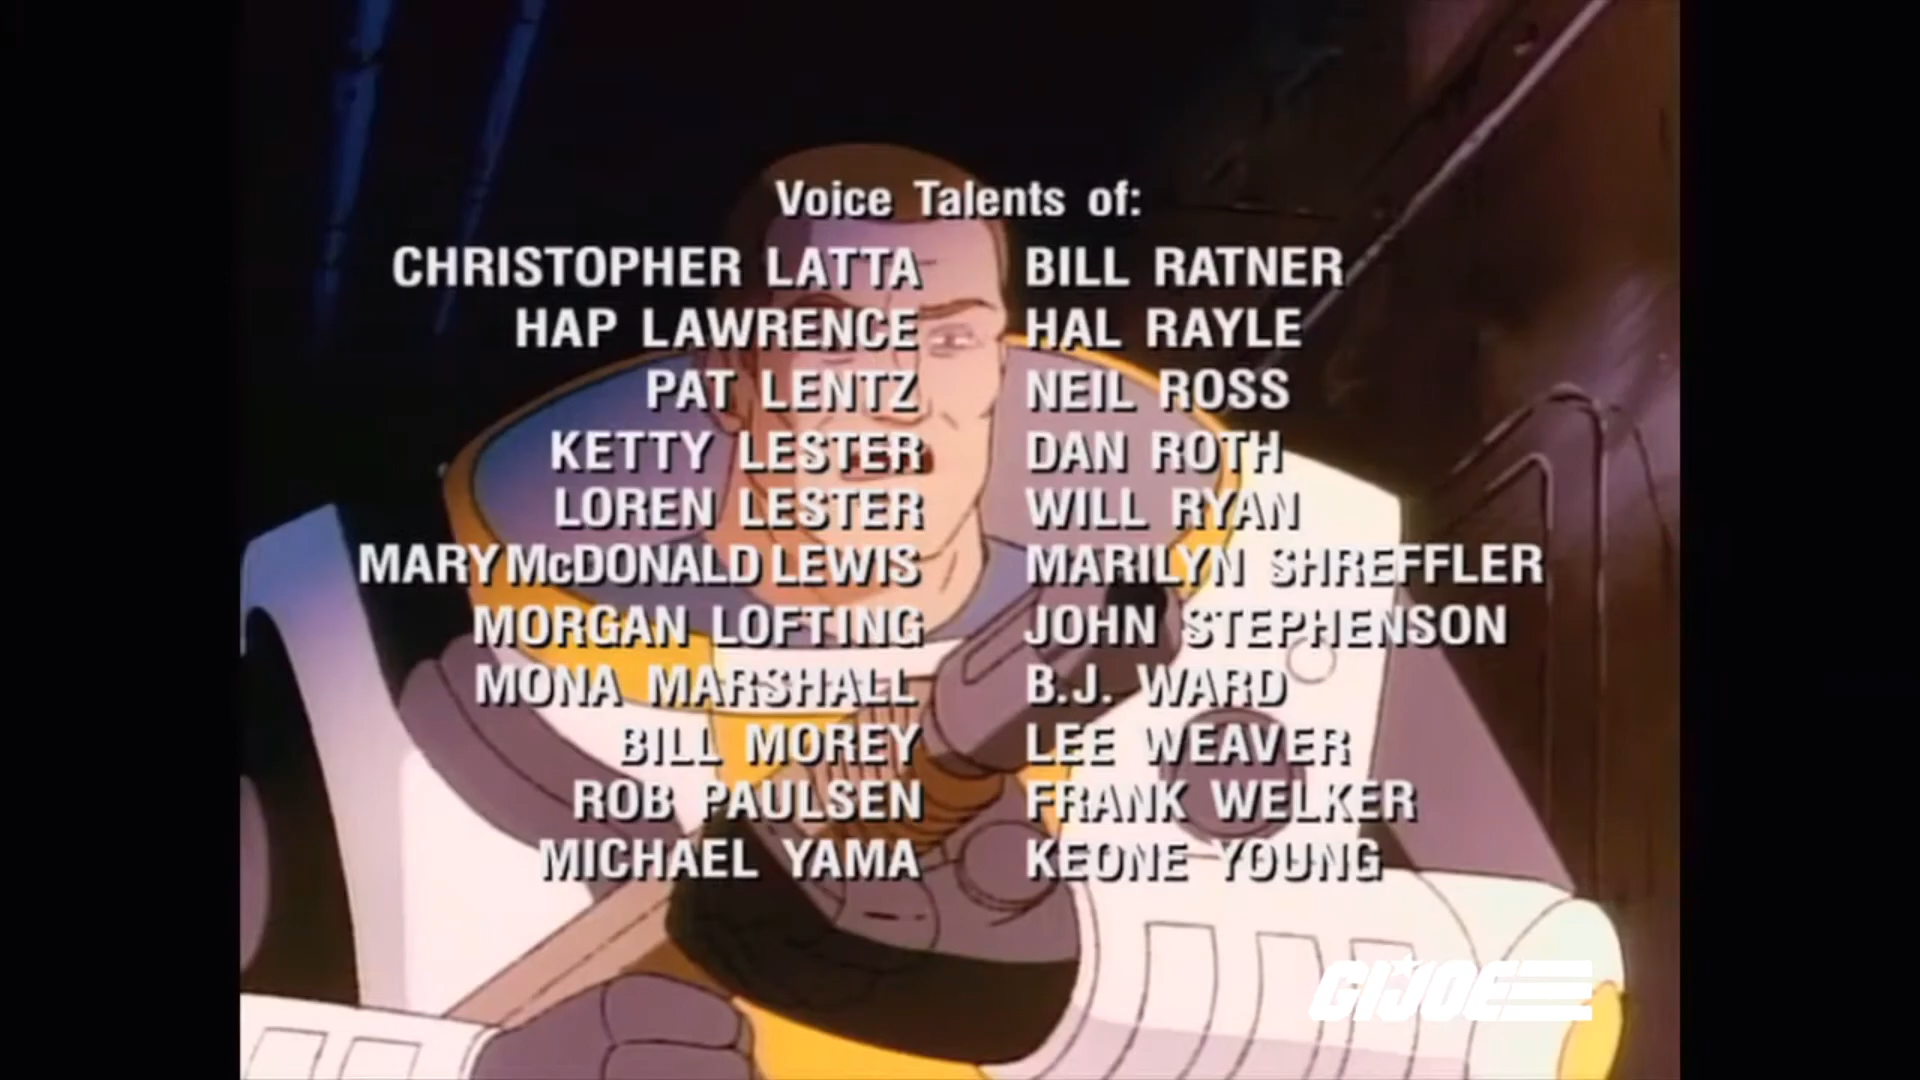 Voice Talents of:
CHRISTOPHER LATTA BILL RATNER
HAP LAWRENCE HAL RAYLE
PAT LENTZ NEIL ROSS
KETTY LESTER DAN ROTH
LOREN LESTER WILL RYAN
MARY McDONALD LEWIS MARILYN SHREFFLER
MORGAN LOFTING JOHN STEPHENSON
MONA MARSHALL B.J. WARD
BILL MOREY LEE WEAVER
ROB PAULSEN FRANK WELKER
MICHAEL YAMA KEONE YOUNG
GIJOE